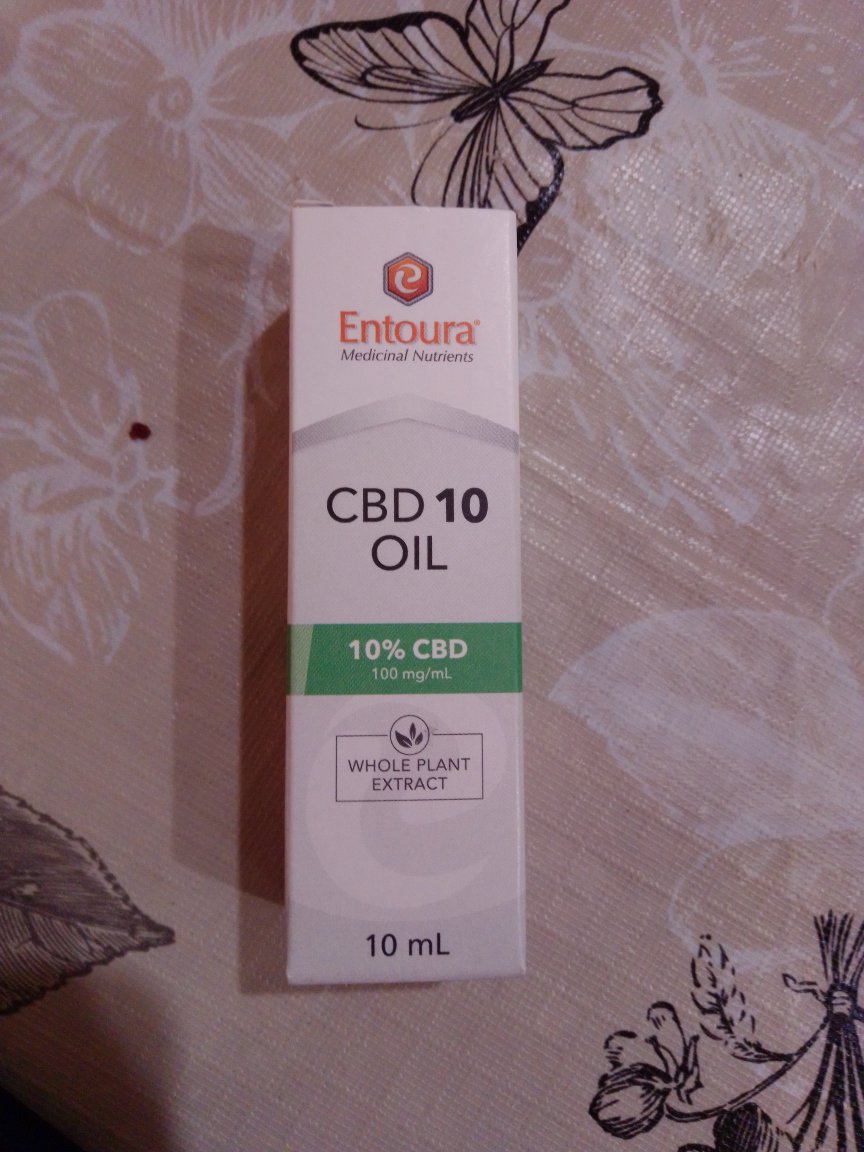 Entoura®
Medicinal Nutrients
CBD 10
OIL
10% CBD
100 mg/mL
WHOLE PLANT
EXTRACT
10 mL